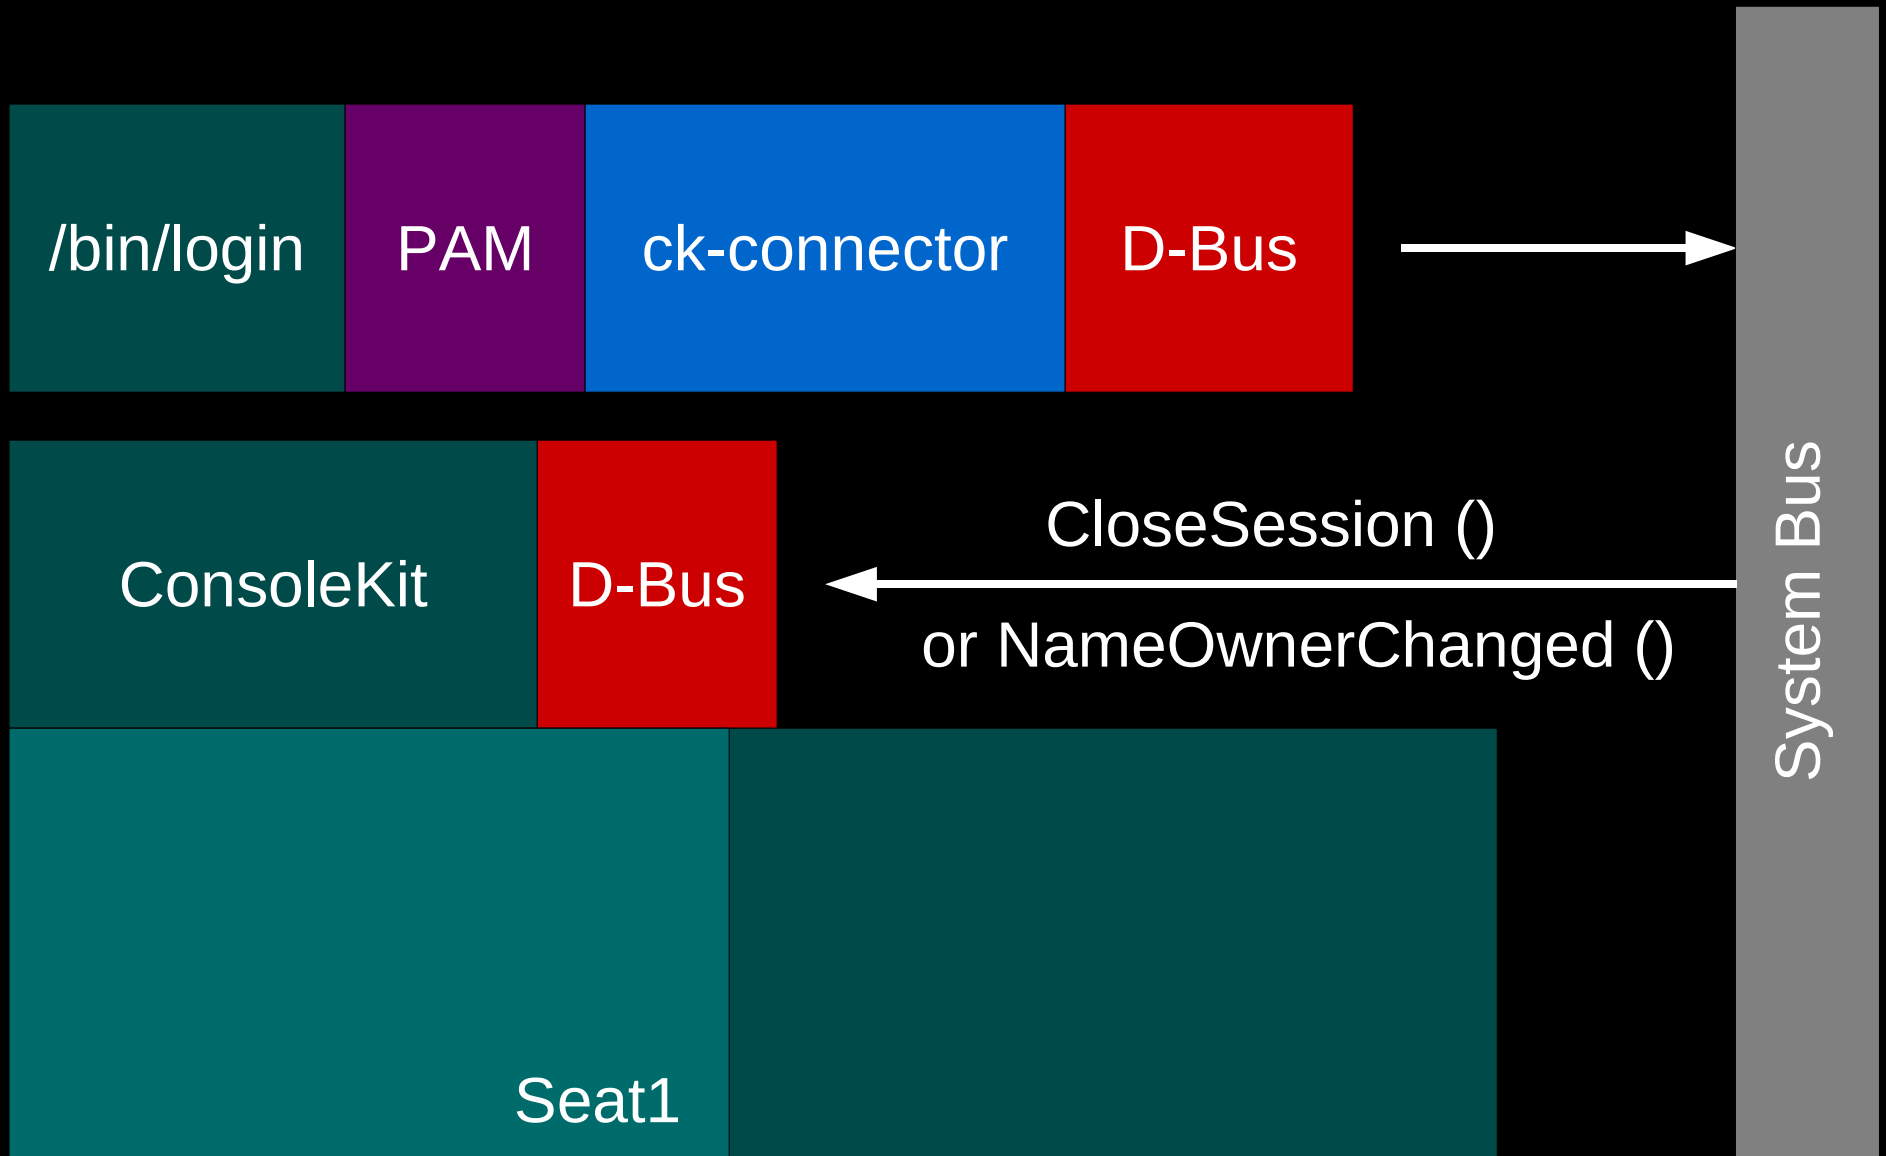 /bin/login
PAM
ck-connector
D-Bus
ConsoleKit
D-Bus
CloseSession ()
or NameOwnerChanged ()
System Bus
Seat1